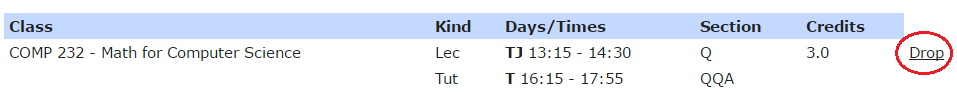 Class Kind Days/Times Section Credits
COMP 232 - Math for Computer Science Lec TJ 13:15 - 14:30 Q 3.0 Drop
Tut T 16:15 - 17:55 QQA